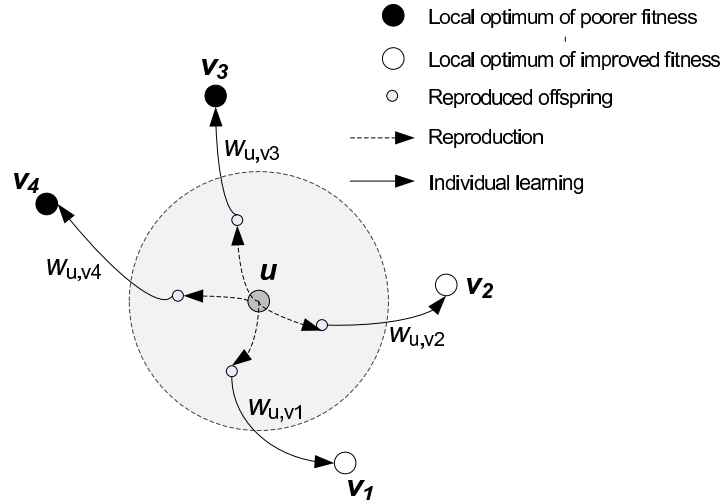 Local optimum of poorer fitness
Local optimum of improved fitness
Reproduced offspring
Reproduction
Individual learning
v3
wu,v3
v4
wu,v4
u
v2
wu,v2
wu,v1
v1